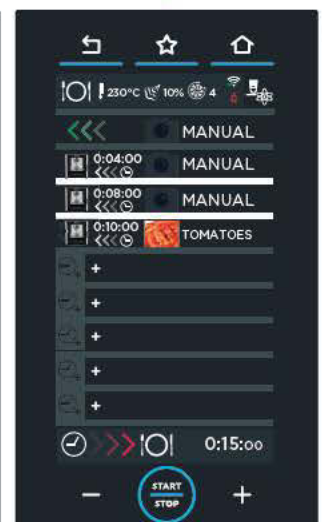 230°C 10% 4
MANUAL
0:04:00 MANUAL
0:08:00 MANUAL
0:10:00 TOMATOES
+
+
+
+
+
0:15:00
− START +
STOP